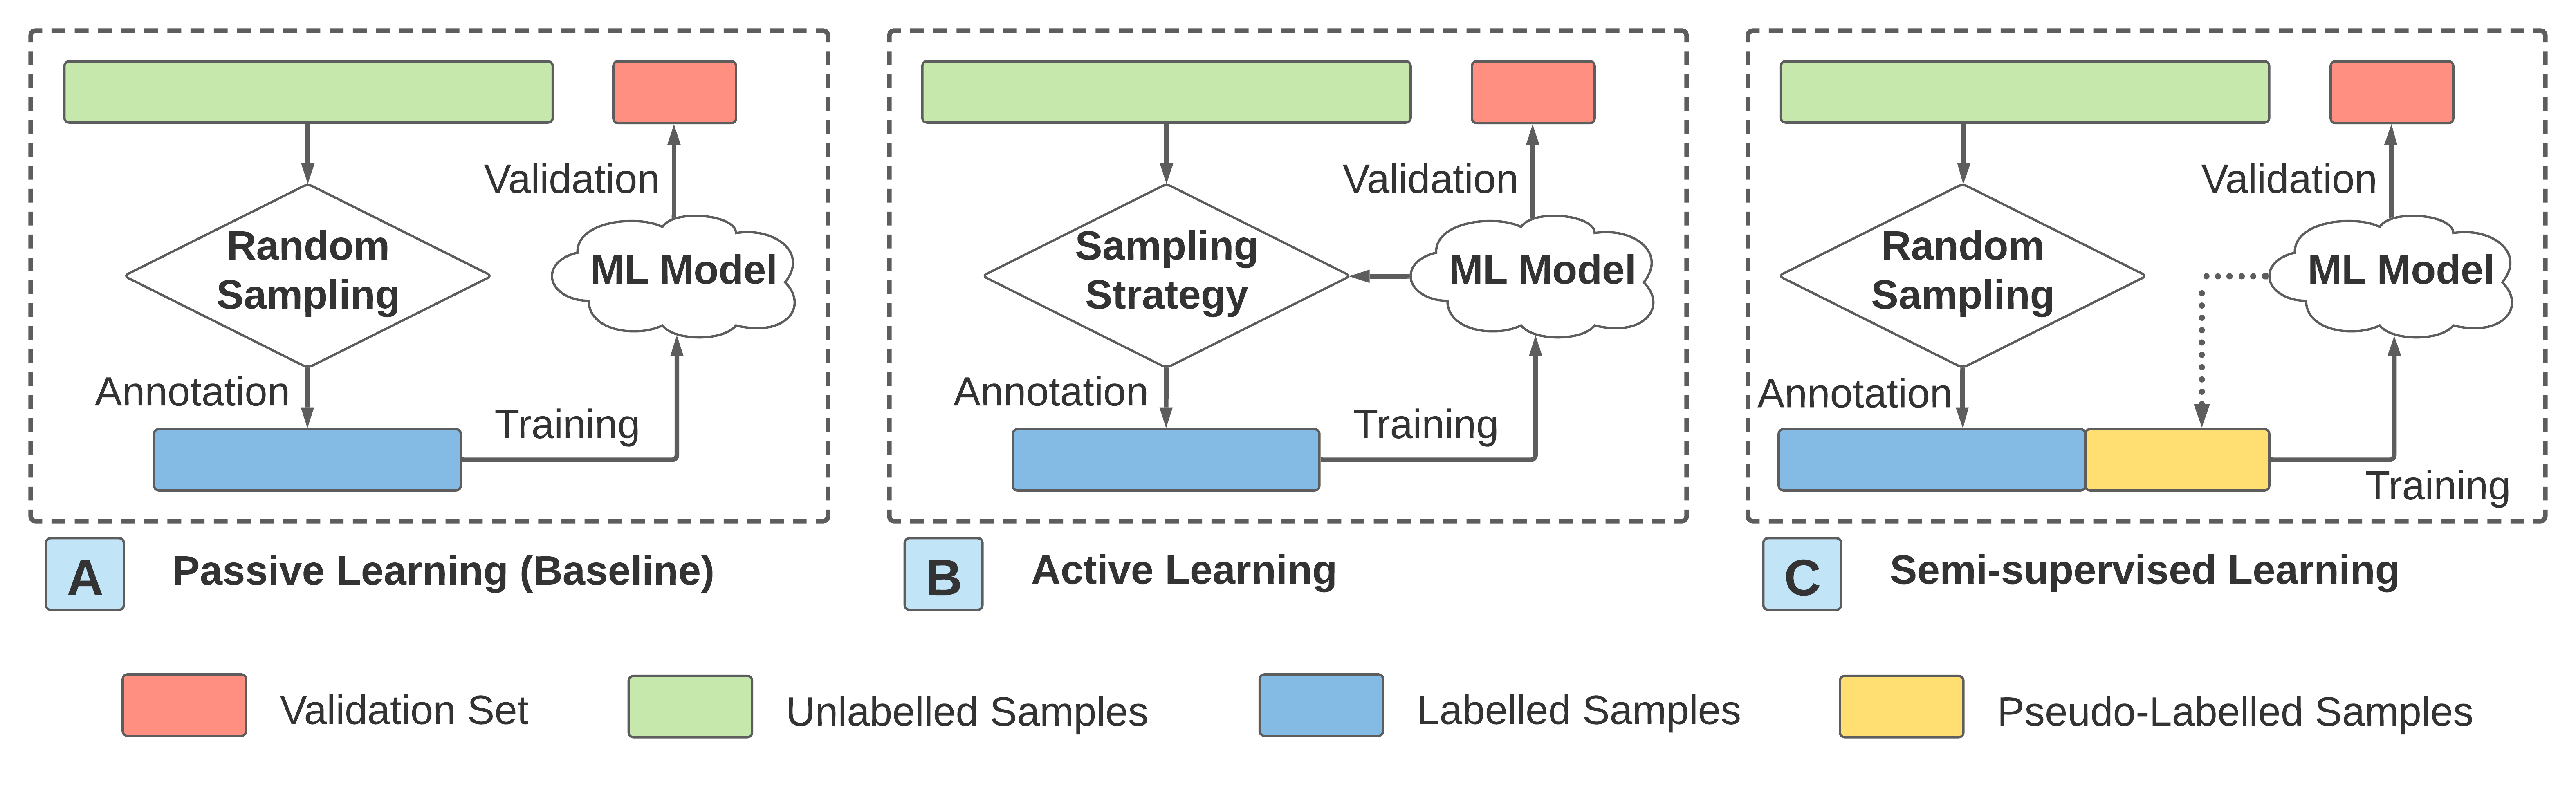 Validation
Random
Sampling
ML Model
Annotation
Training
A
Passive Learning (Baseline)
Validation
Sampling
Strategy
ML Model
Annotation
Training
B
Active Learning
Validation
Random
Sampling
ML Model
Annotation
Training
C
Semi-supervised Learning
Validation Set
Unlabelled Samples
Labelled Samples
Pseudo-Labelled Samples